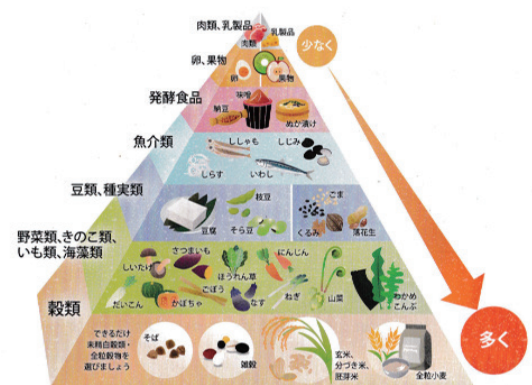 肉類、乳製品
肉類
乳製品
少なく
卵、果物
卵
果物
発酵食品
味噌
納豆
ぬか漬け
魚介類
ししゃも
しじみ
しらす
いわし
豆類、種実類
豆腐
枝豆
そら豆
ごま
くるみ
落花生
野菜類、きのこ類、
いも類、海藻類
しいたけ
さつまいも
ほうれん草
にんじん
だいこん
かぼちゃ
ごぼう
なす
ねぎ
山菜
わかめ
こんぶ
穀類
できるだけ
未精白穀類・
全粒穀物を
選びましょう
そば
雑穀
玄米、
分づき米、
胚芽米
全粒小麦
多く